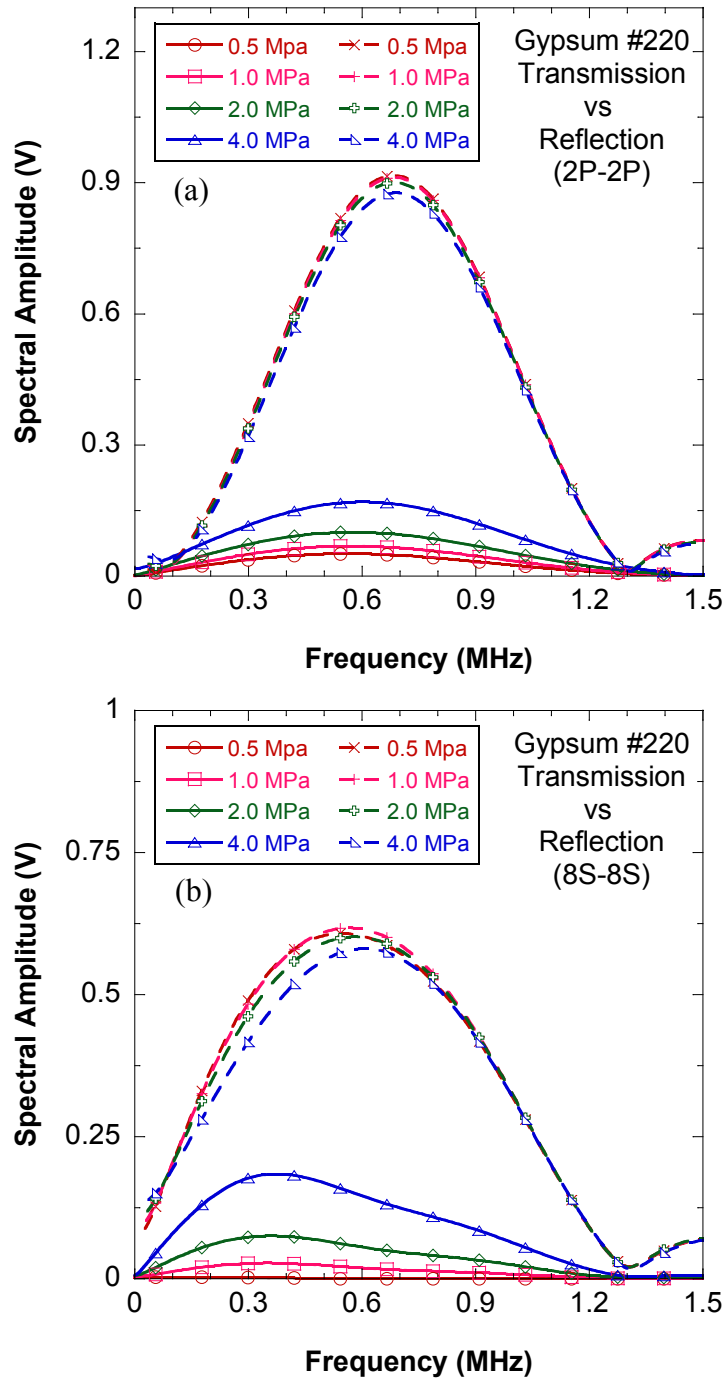 1.2
0.9
0.6
0.3
0
Spectral Amplitude (V)
0.5 Mpa
1.0 MPa
2.0 MPa
4.0 MPa
0.5 MPa
1.0 MPa
2.0 MPa
4.0 MPa
Gypsum #220
Transmission
vs
Reflection
(2P-2P)
(a)
0 0.3 0.6 0.9 1.2 1.5
Frequency (MHz)
1
0.75
0.5
0.25
0
Spectral Amplitude (V)
0.5 Mpa
1.0 MPa
2.0 MPa
4.0 MPa
0.5 MPa
1.0 MPa
2.0 MPa
4.0 MPa
Gypsum #220
Transmission
vs
Reflection
(8S-8S)
(b)
0 0.3 0.6 0.9 1.2 1.5
Frequency (MHz)